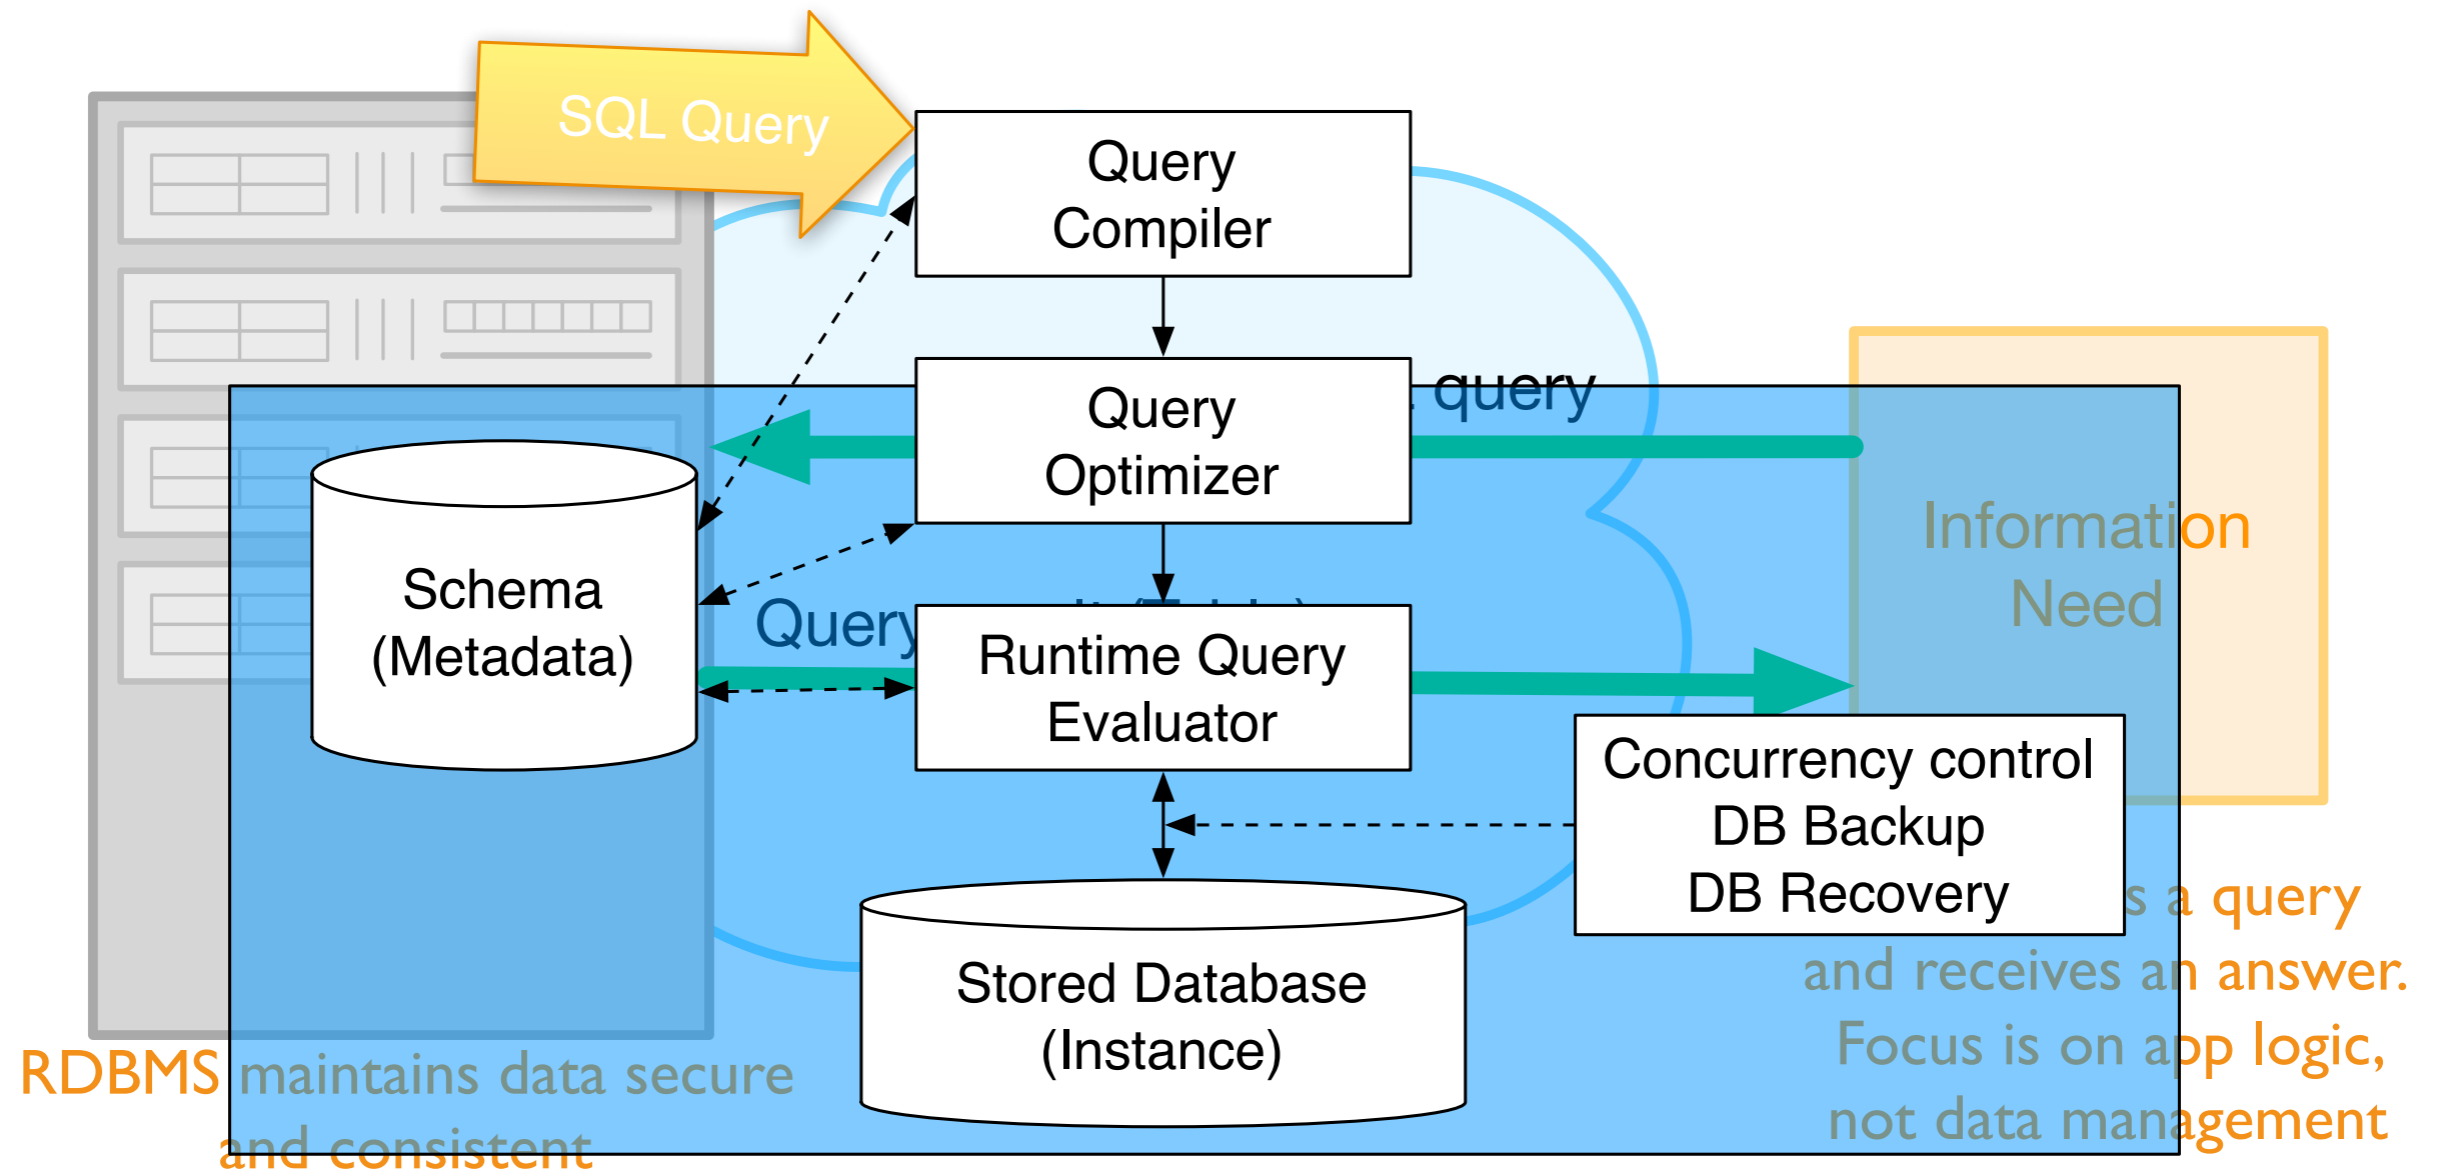 SQL Query
Query
Compiler
query
Query
Optimizer
Information
Need
Schema
(Metadata)
Query
Runtime Query
Evaluator
Concurrency control
DB Backup
DB Recovery
a query
and receives an answer.
Focus is on app logic,
not data management
Stored Database
(Instance)
RDBMS maintains data secure
and consistent